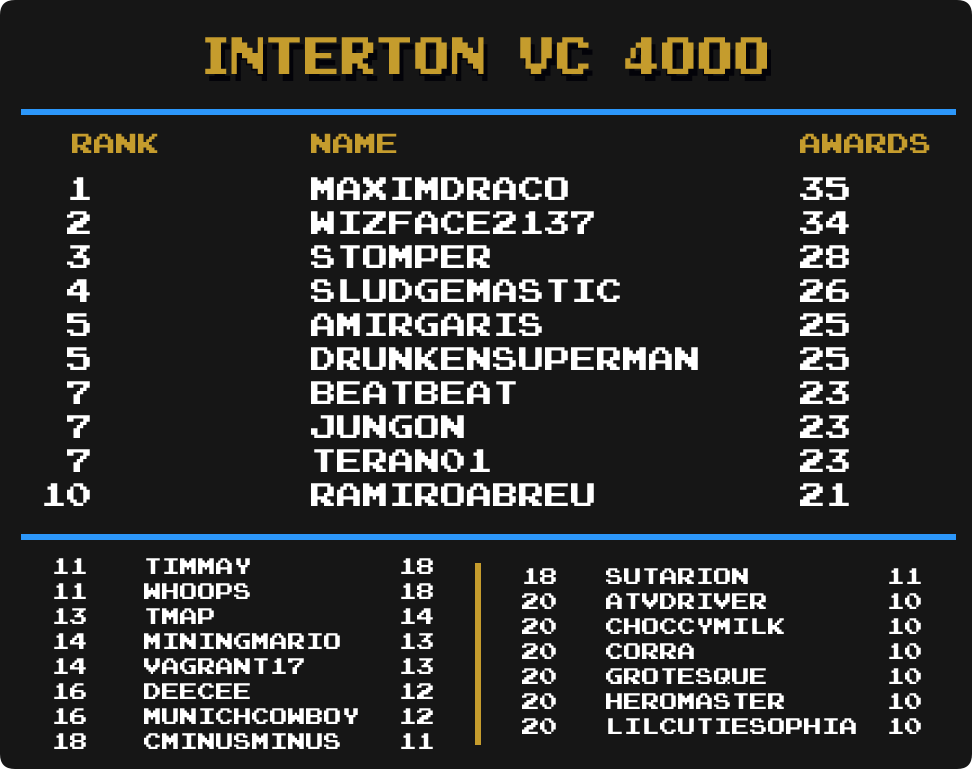 INTERTON VC 4000
RANK NAME AWARDS
1 MAXIMDRACO 35
2 WIZFACE2137 34
3 STOMPER 28
4 SLUDGEMASTIC 26
5 AMIRGARIS 25
5 DRUNKENSUPERMAN 25
7 BEATBEAT 23
7 JUNGON 23
7 TERAN01 23
10 RAMIROABREU 21
11 TIMMAY 18
11 WHOOPS 18
13 TMAP 14
14 MININGMARIO 13
14 VAGRANT17 13
16 DEECEE 12
16 MUNICHCOWBOY 12
18 CMINUSMINUS 11
18 SUTARION 11
20 ATVDRIVER 10
20 CHOCCYMILK 10
20 CORRA 10
20 GROTESQUE 10
20 HEROMASTER 10
20 LILCUTIESOPHIA 10